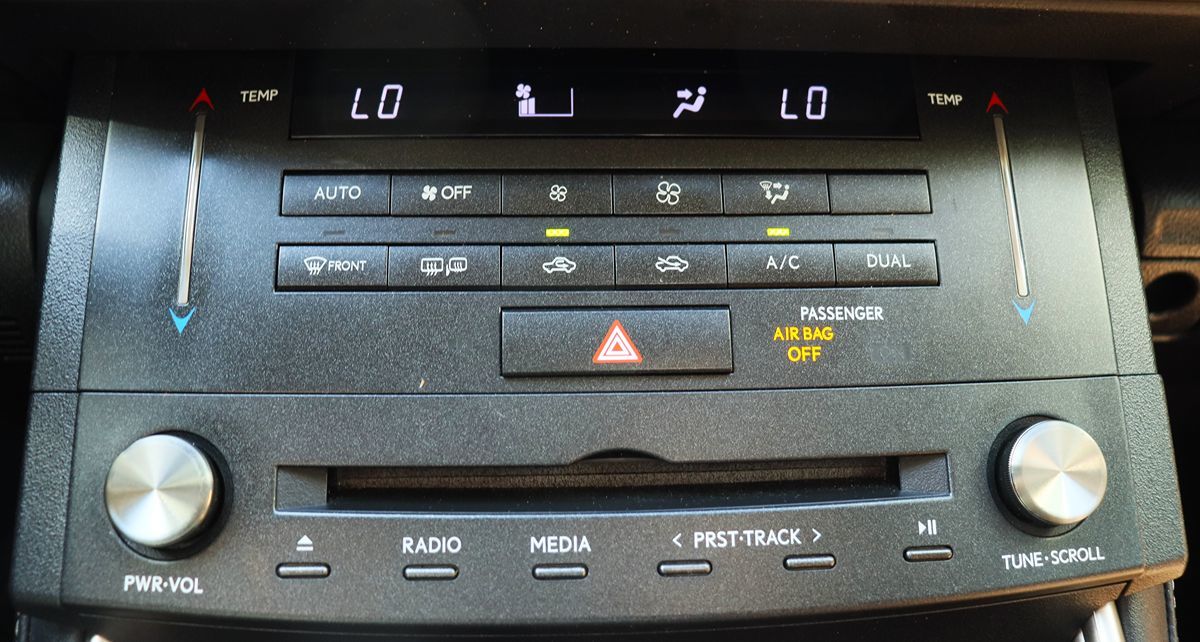 TEMP
LO
LO
TEMP
AUTO
OFF
FRONT
A/C
DUAL
PASSENGER
AIR BAG
OFF
RADIO
MEDIA
< PRST·TRACK >
PWR·VOL
TUNE·SCROLL